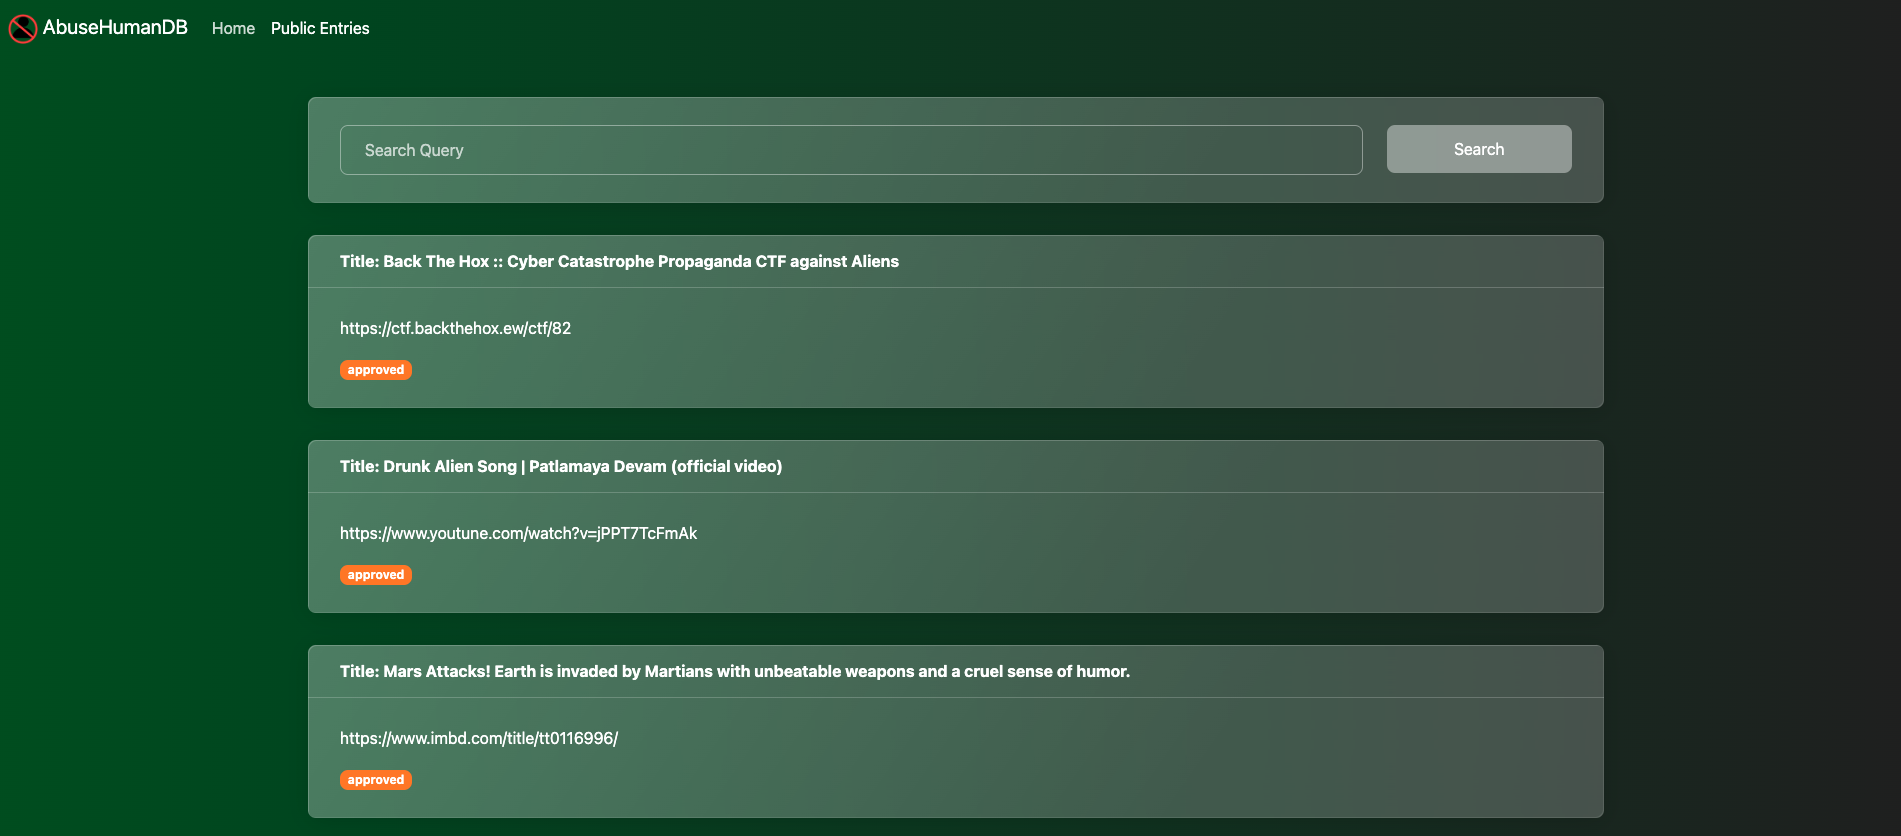 AbuseHumanDB Home Public Entries
Search Query Search
Title: Back The Hox :: Cyber Catastrophe Propaganda CTF against Aliens
https://ctf.backthehox.ew/ctf/82
approved
Title: Drunk Alien Song | Patlamaya Devam (official video)
https://www.youtune.com/watch?v=jPPT7TcFmAk
approved
Title: Mars Attacks! Earth is invaded by Martians with unbeatable weapons and a cruel sense of humor.
https://www.imbd.com/title/tt0116996/
approved